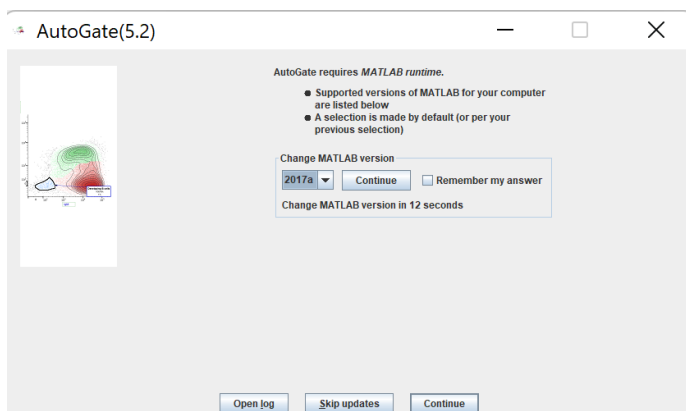 AutoGate(5.2)
AutoGate requires MATLAB runtime.
Supported versions of MATLAB for your computer
are listed below
A selection is made by default (or per your
previous selection)
Change MATLAB version
2017a Continue Remember my answer
Change MATLAB version in 12 seconds
Open log Skip updates Continue